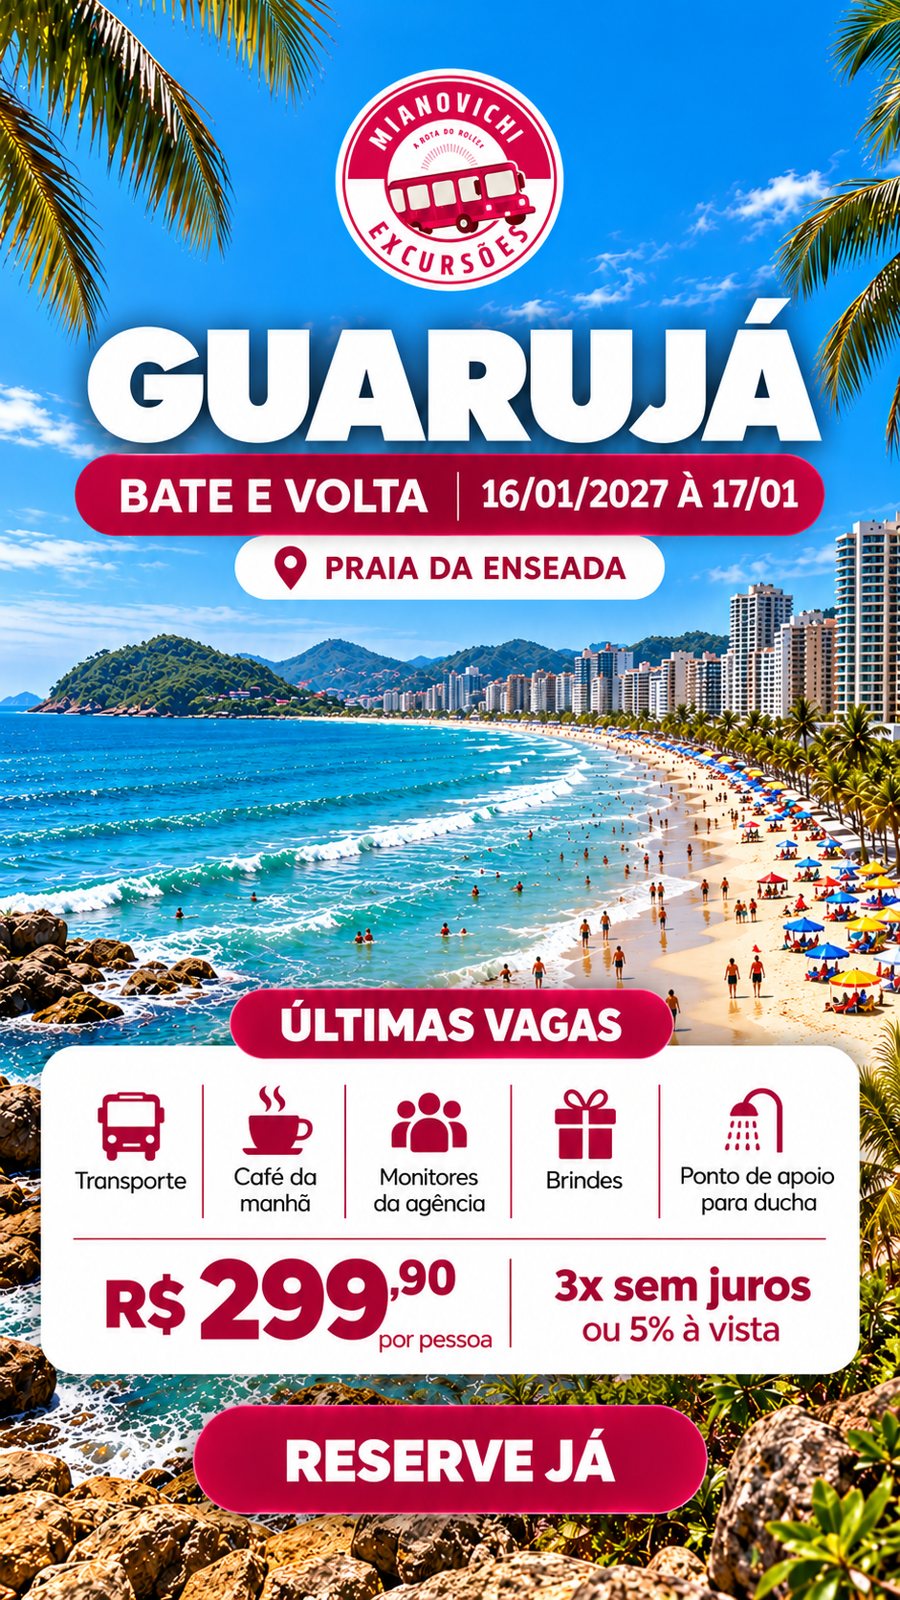 MIANOVICHI
A ROTA DO ROLÊZE
EXCURSÕES
GUARUJÁ
BATE E VOLTA
16/01/2027 À 17/01
PRAIA DA ENSEADA
ÚLTIMAS VAGAS
Transporte
Café da
manhã
Monitores
da agência
Brindes
Ponto de apoio
para ducha
R$ 299,90
por pessoa
3x sem juros
ou 5% à vista
RESERVE JÁ